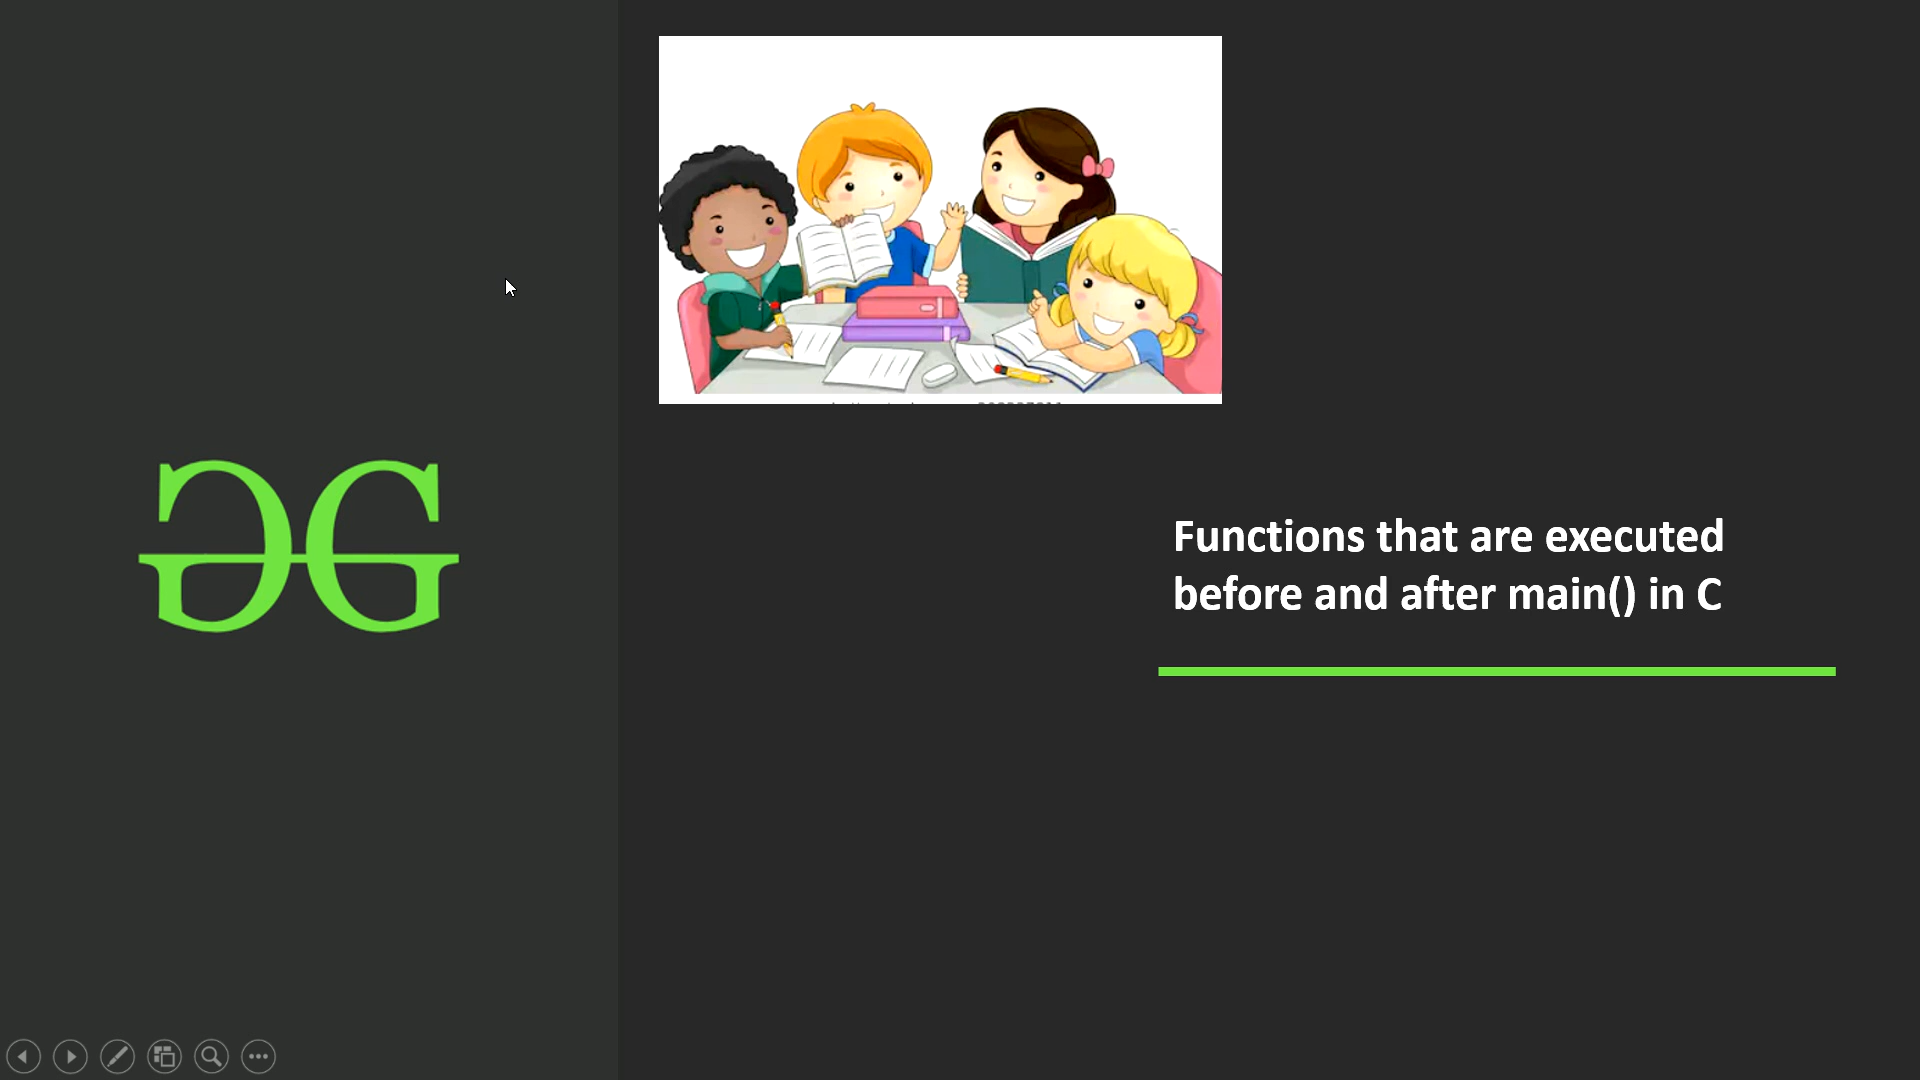 Functions that are executed
before and after main() in C